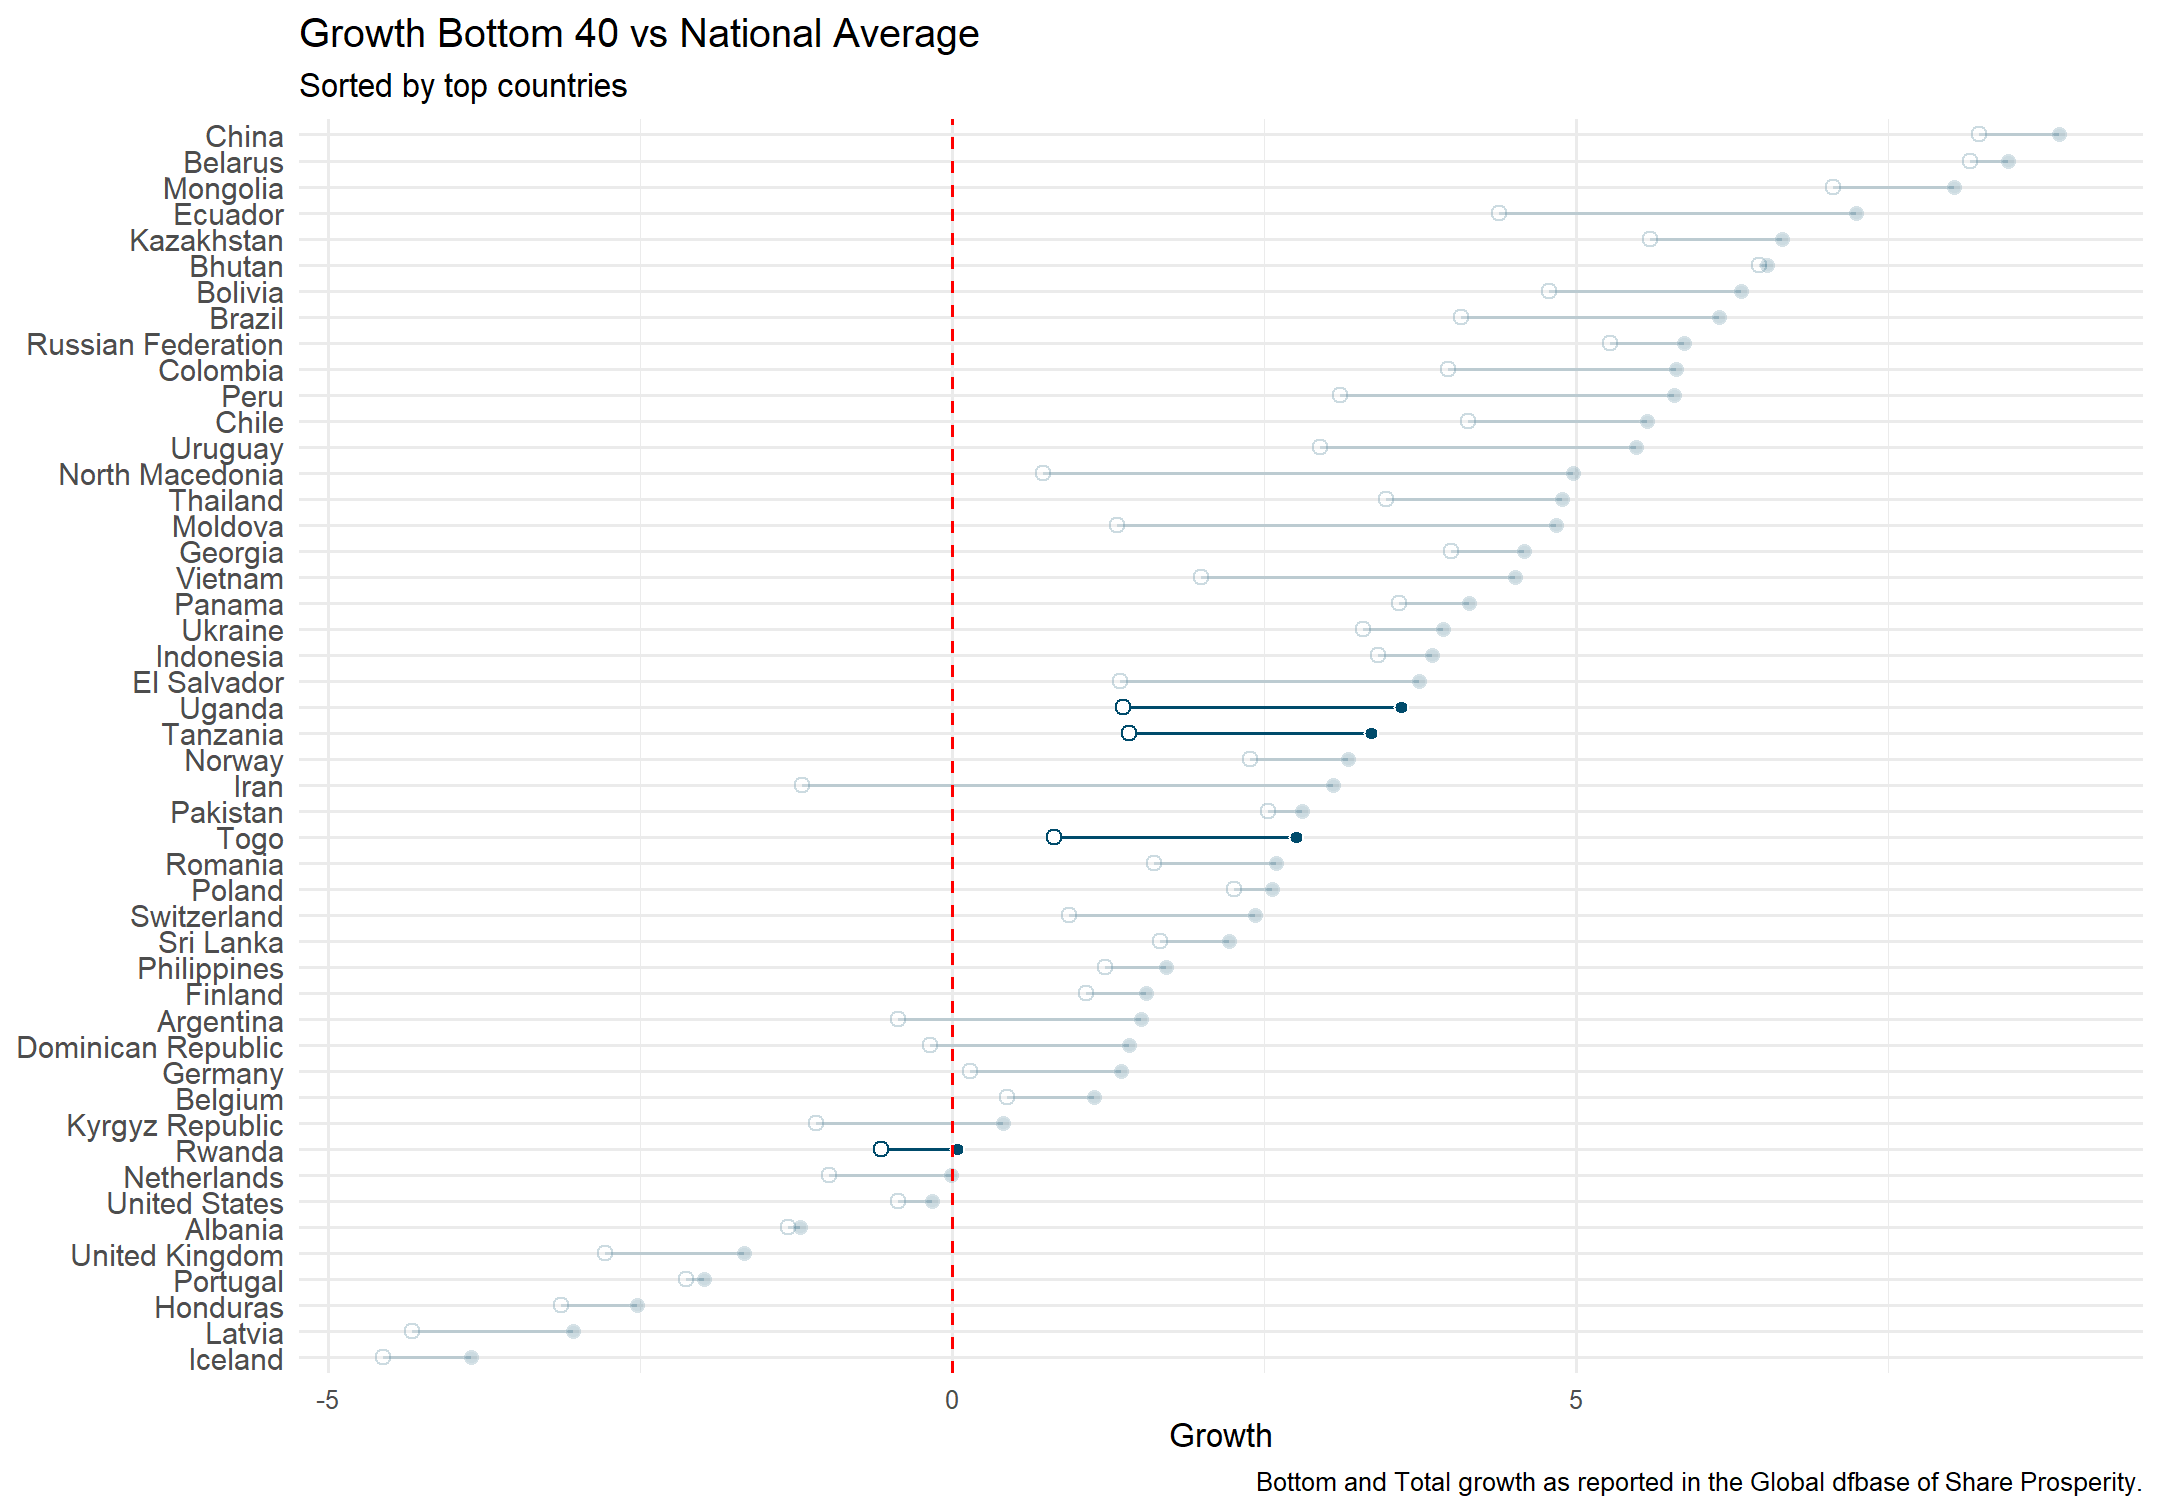 Growth Bottom 40 vs National Average
Sorted by top countries
China
Belarus
Mongolia
Ecuador
Kazakhstan
Bhutan
Bolivia
Brazil
Russian Federation
Colombia
Peru
Chile
Uruguay
North Macedonia
Thailand
Moldova
Georgia
Vietnam
Panama
Ukraine
Indonesia
El Salvador
Uganda
Tanzania
Norway
Iran
Pakistan
Togo
Romania
Poland
Switzerland
Sri Lanka
Philippines
Finland
Argentina
Dominican Republic
Germany
Belgium
Kyrgyz Republic
Rwanda
Netherlands
United States
Albania
United Kingdom
Portugal
Honduras
Latvia
Iceland
-5 0 5
Growth
Bottom and Total growth as reported in the Global dfbase of Share Prosperity.